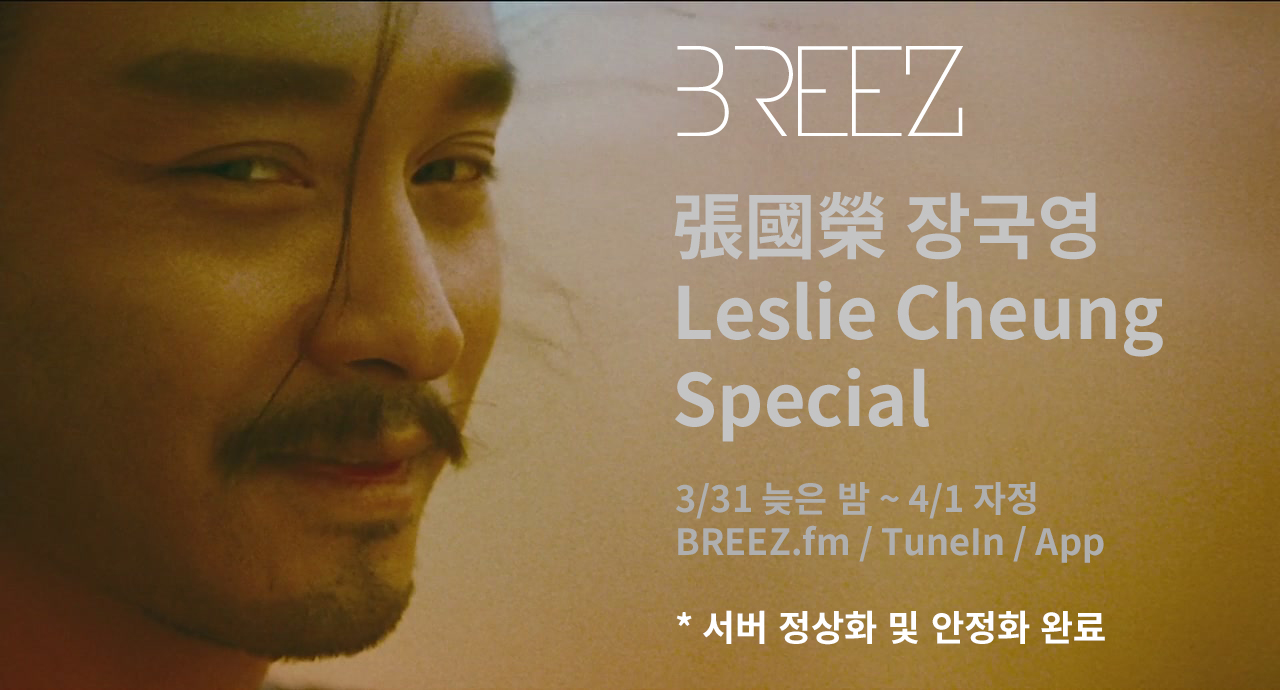 BREEZ
張國榮 장국영
Leslie Cheung
Special
3/31 늦은 밤 ~ 4/1 자정
BREEZ.fm / TuneIn / App
* 서버 정상화 및 안정화 완료